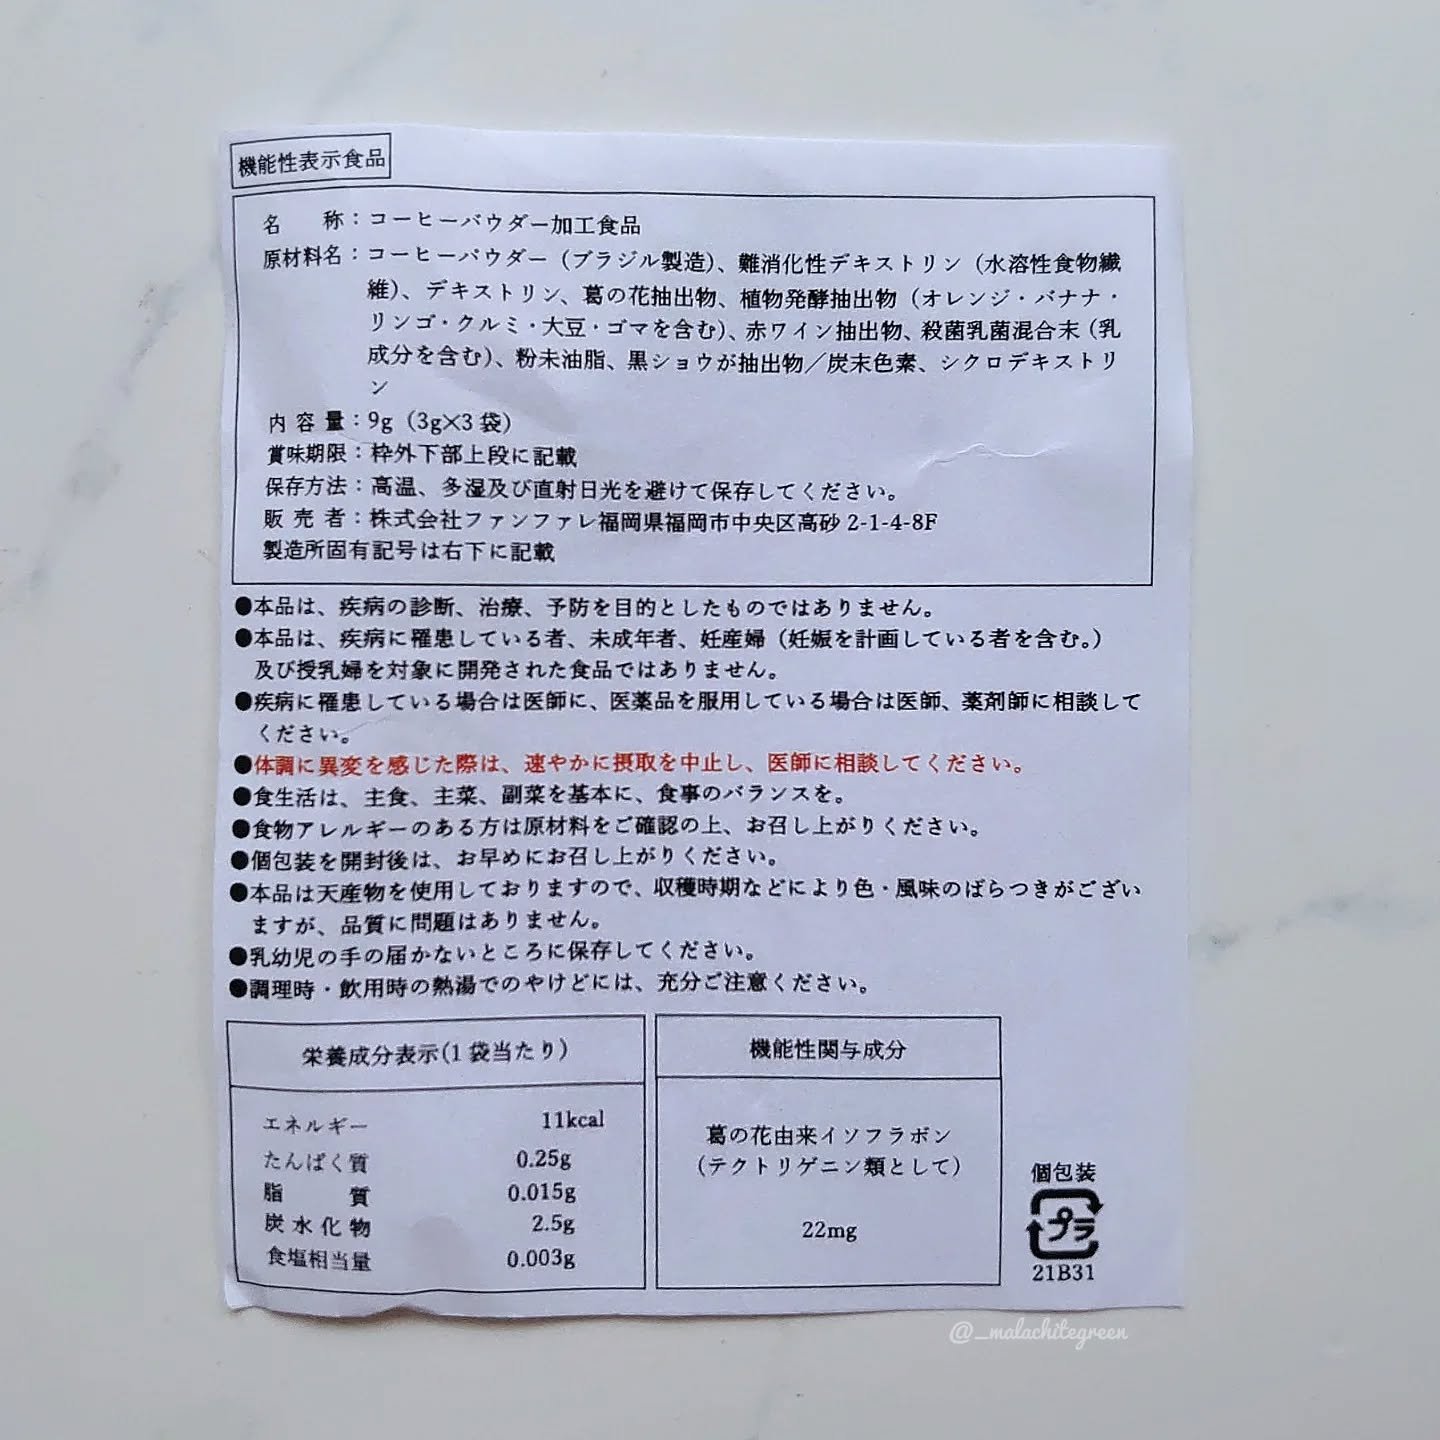 機能性表示食品
名 称：コーヒーパウダー加工食品
原材料名：コーヒーパウダー（ブラジル製造）、難消化性デキストリン（水溶性食物繊
維）、デキストリン、葛の花抽出物、植物発酵抽出物（オレンジ・バナナ・
リンゴ・クルミ・大豆・ゴマを含む）、赤ワイン抽出物、殺菌乳菌混合末（乳
成分を含む）、粉末油脂、黒ショウが抽出物／炭末色素、シクロデキストリ
ン
内容量：9g（3g×3袋）
賞味期限：枠外下部上段に記載
保存方法：高温、多湿及び直射日光を避けて保存してください。
販売者：株式会社ファンファレ福岡県福岡市中央区高砂2-1-4-8F
製造所固有記号は右下に記載
●本品は、疾病の診断、治療、予防を目的としたものではありません。
●本品は、疾病に罹患している者、未成年者、妊産婦（妊娠を計画している者を含む。）
及び授乳婦を対象に開発された食品ではありません。
●疾病に罹患している場合は医師に、医薬品を服用している場合は医師、薬剤師に相談して
ください。
●体調に異変を感じた際は、速やかに摂取を中止し、医師に相談してください。
●食生活は、主食、主菜、副菜を基本に、食事のバランスを。
●食物アレルギーのある方は原材料をご確認の上、お召し上がりください。
●個包装を開封後は、お早めにお召し上がりください。
●本品は天産物を使用しておりますので、収穫時期などにより色・風味のばらつきがござい
ますが、品質に問題はありません。
●乳幼児の手の届かないところに保存してください。
●調理時・飲用時の熱湯でのやけどには、充分ご注意ください。
栄養成分表示(1袋当たり)
エネルギー 11kcal
たんぱく質 0.25g
脂質 0.015g
炭水化物 2.5g
食塩相当量 0.003g
機能性関与成分
葛の花由来イソフラボン
（テクトリゲニン類として）
22mg
個包装
プラ
21B31
@_malachitegreen